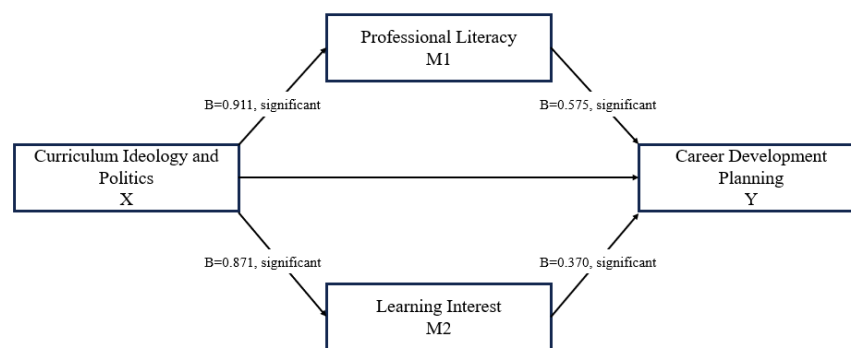 Professional Literacy
M1
B=0.911, significant
B=0.575, significant
Curriculum Ideology and
Politics
X
Career Development
Planning
Y
B=0.871, significant
B=0.370, significant
Learning Interest
M2